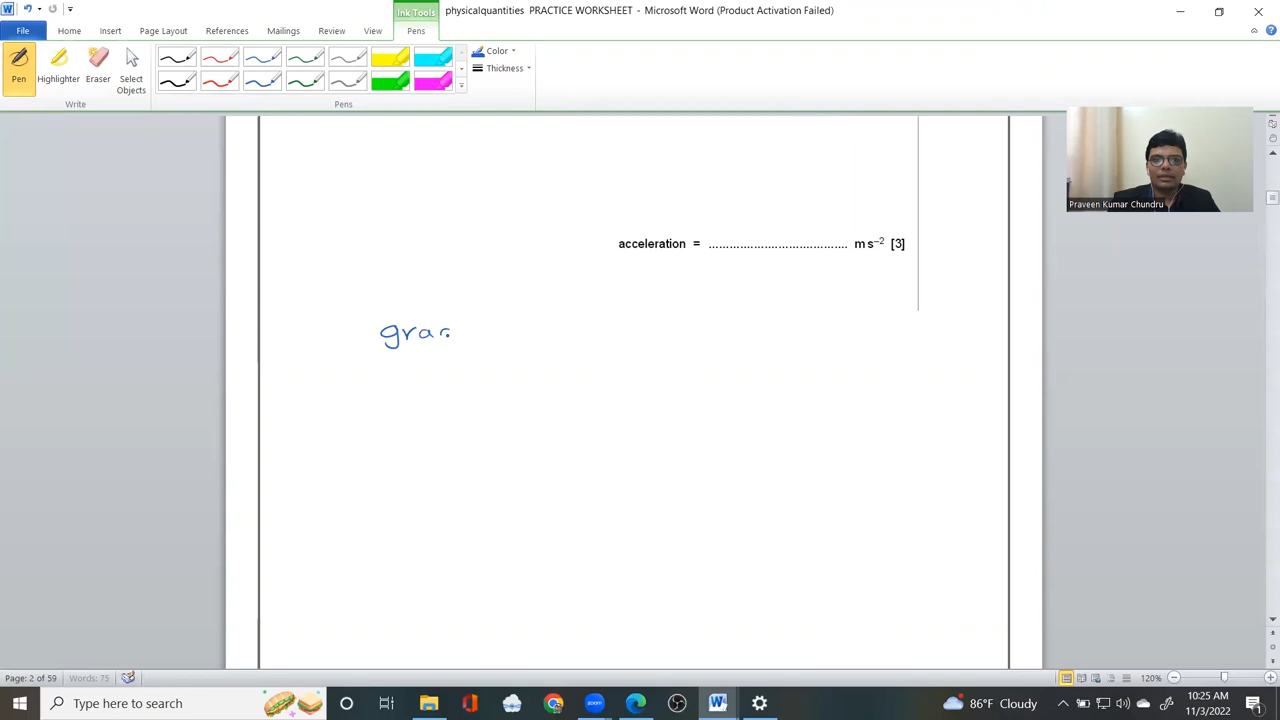 Ink Tools
physicalquantities PRACTICE WORKSHEET - Microsoft Word (Product Activation Failed)
File Home Insert Page Layout References Mailings Review View Pens
Pen Highlighter Eraser Select Objects
Color
Thickness
Write Pens
Praveen Kumar Chundru
acceleration = ........................................ m s−2 [3]
Page: 2 of 59 Words: 75 120%
Type here to search zoom 86°F Cloudy 10:25 AM
11/3/2022